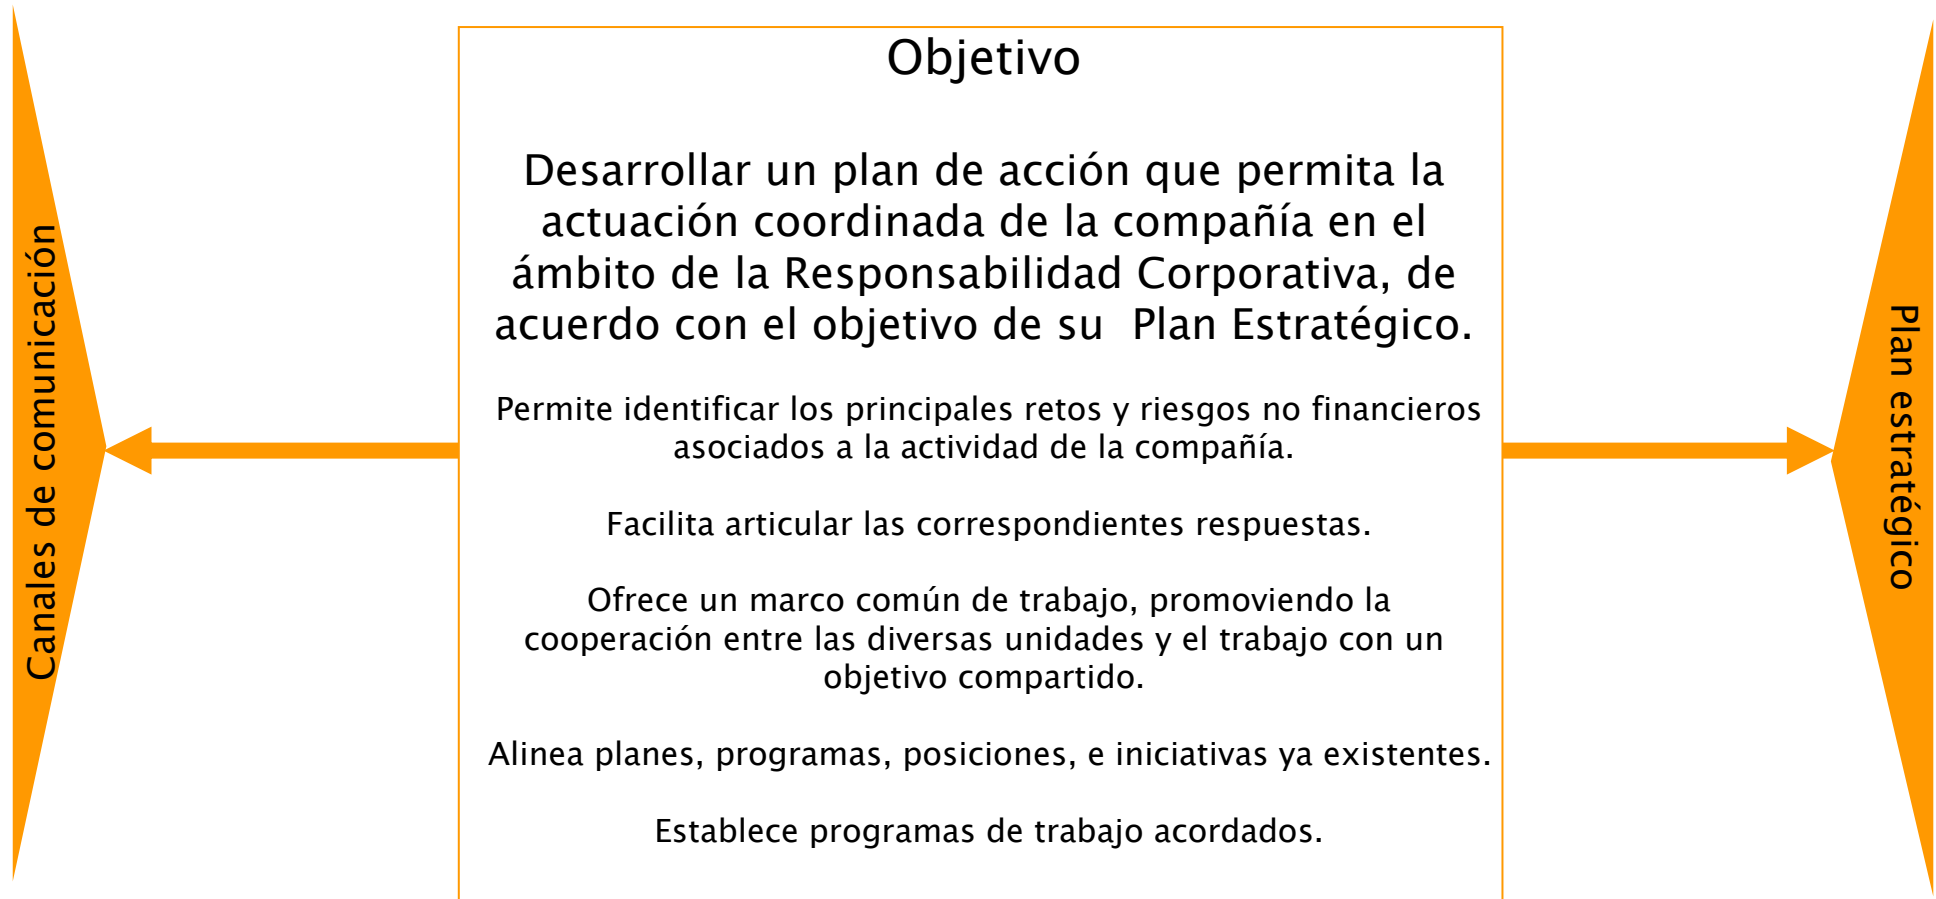 Objetivo
Desarrollar un plan de acción que permita la
actuación coordinada de la compañía en el
ámbito de la Responsabilidad Corporativa, de
acuerdo con el objetivo de su  Plan Estratégico.
Permite identificar los principales retos y riesgos no financieros
asociados a la actividad de la compañía.
Facilita articular las correspondientes respuestas.
Ofrece un marco común de trabajo, promoviendo la
cooperación entre las diversas unidades y el trabajo con un
objetivo compartido.
Alinea planes, programas, posiciones, e iniciativas ya existentes.
Establece programas de trabajo acordados.
Canales de comunicación
Plan estratégico